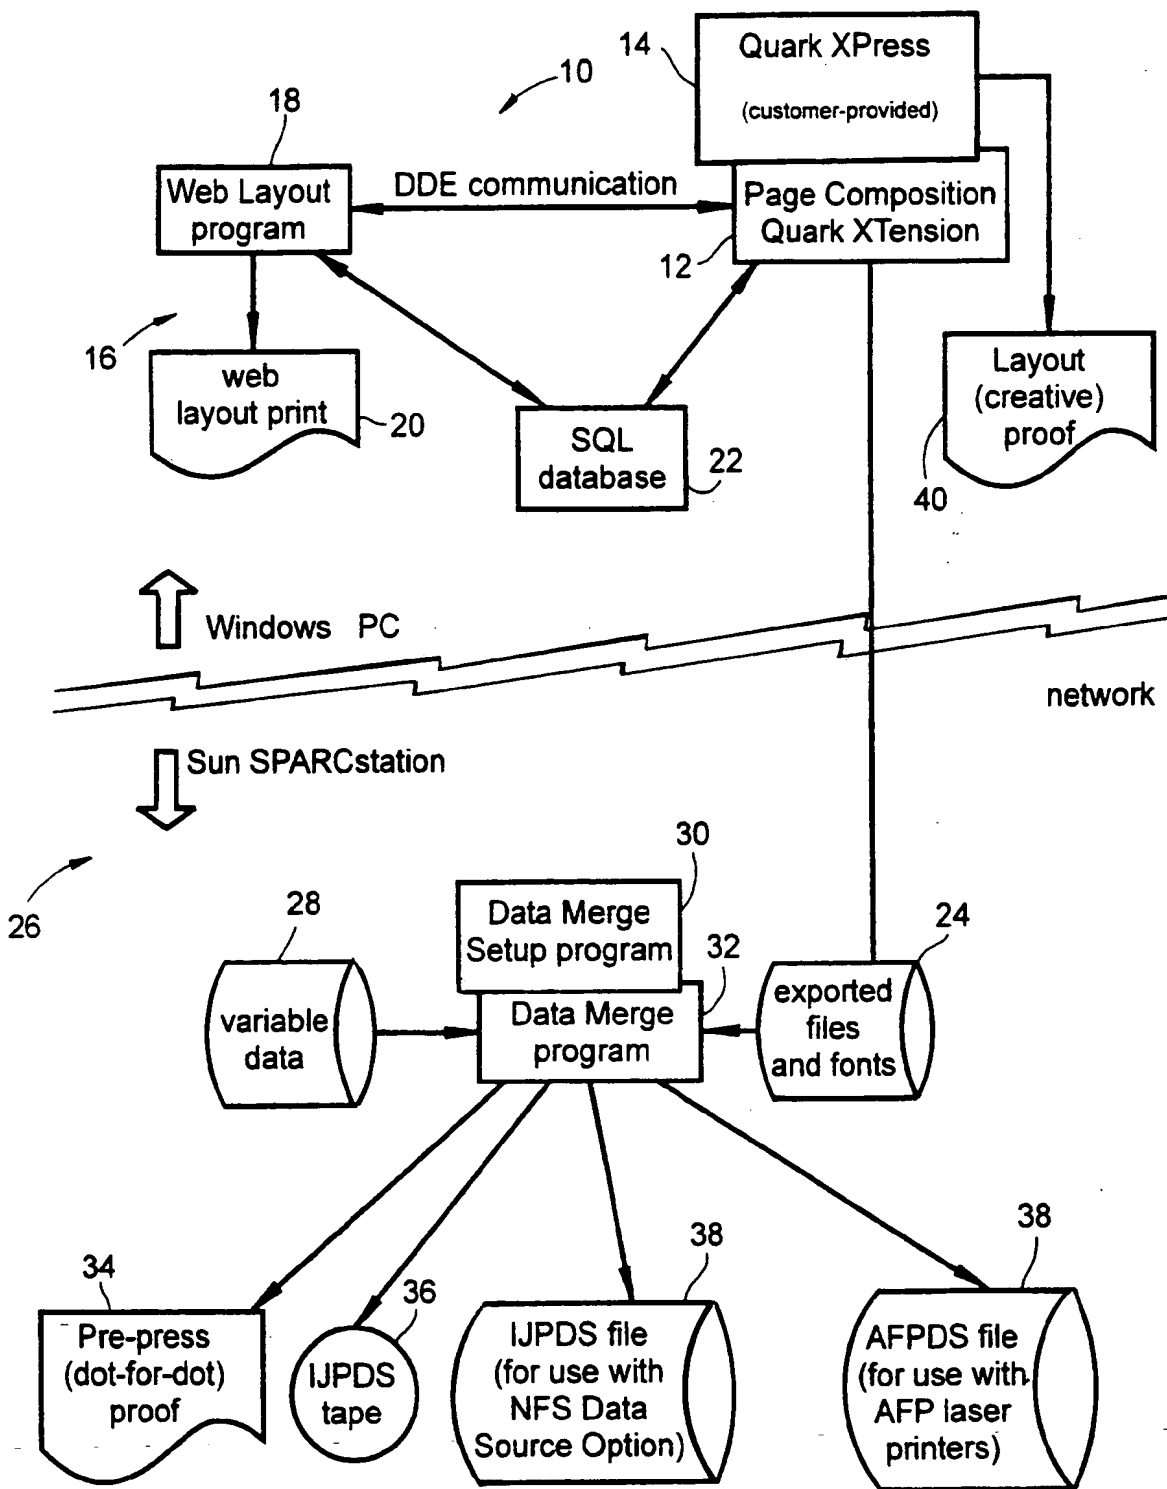 14
Quark XPress
(customer-provided)
10
18
Web Layout
program
DDE communication
Page Composition
Quark XTension
12
16
web
layout print
20
SQL
database
22
Layout
(creative)
proof
40
Windows PC
network
Sun SPARCstation
26
28
variable
data
30
Data Merge
Setup program
32
Data Merge
program
24
exported
files
and fonts
34
Pre-press
(dot-for-dot)
proof
36
IJPDS
tape
38
IJPDS file
(for use with
NFS Data
Source Option)
38
AFPDS file
(for use with
AFP laser
printers)